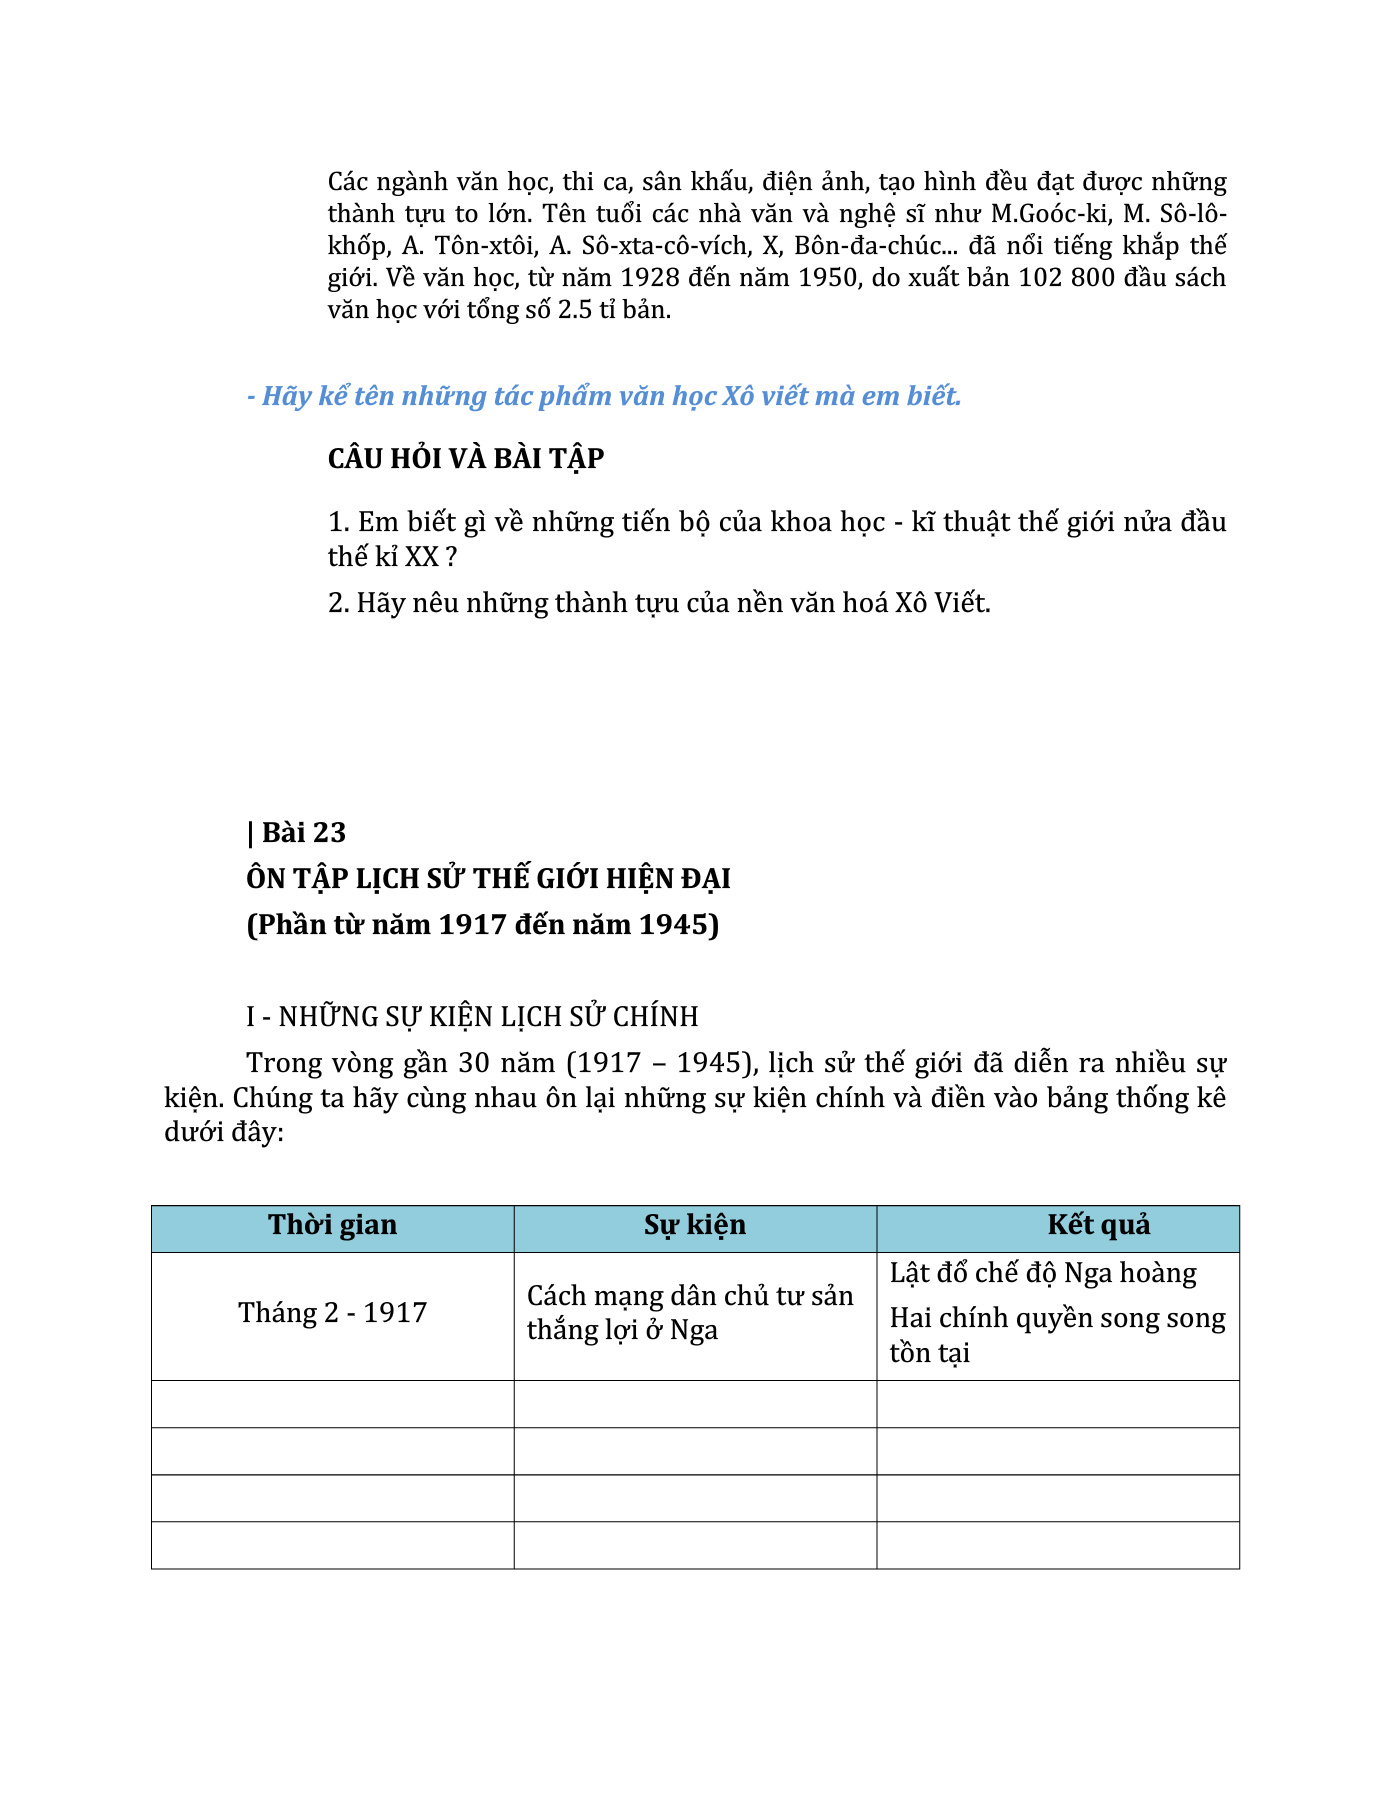 Các ngành văn học, thi ca, sân khấu, điện ảnh, tạo hình đều đạt được những
thành tựu to lớn. Tên tuổi các nhà văn và nghệ sĩ như M.Goóc-ki, M. Sô-lô-
khốp, A. Tôn-xtôi, A. Sô-xta-cô-vích, X, Bôn-đa-chúc... đã nổi tiếng khắp thế
giới. Về văn học, từ năm 1928 đến năm 1950, do xuất bản 102 800 đầu sách
văn học với tổng số 2.5 tỉ bản.
- Hãy kể tên những tác phẩm văn học Xô viết mà em biết.
CÂU HỎI VÀ BÀI TẬP
1. Em biết gì về những tiến bộ của khoa học - kĩ thuật thế giới nửa đầu
thế kỉ XX ?
2. Hãy nêu những thành tựu của nền văn hoá Xô Viết.
| Bài 23
ÔN TẬP LỊCH SỬ THẾ GIỚI HIỆN ĐẠI
(Phần từ năm 1917 đến năm 1945)
I - NHỮNG SỰ KIỆN LỊCH SỬ CHÍNH
Trong vòng gần 30 năm (1917 – 1945), lịch sử thế giới đã diễn ra nhiều sự
kiện. Chúng ta hãy cùng nhau ôn lại những sự kiện chính và điền vào bảng thống kê
dưới đây:
Thời gian Sự kiện Kết quả
Tháng 2 - 1917
Cách mạng dân chủ tư sản
thắng lợi ở Nga
Lật đổ chế độ Nga hoàng
Hai chính quyền song song
tồn tại